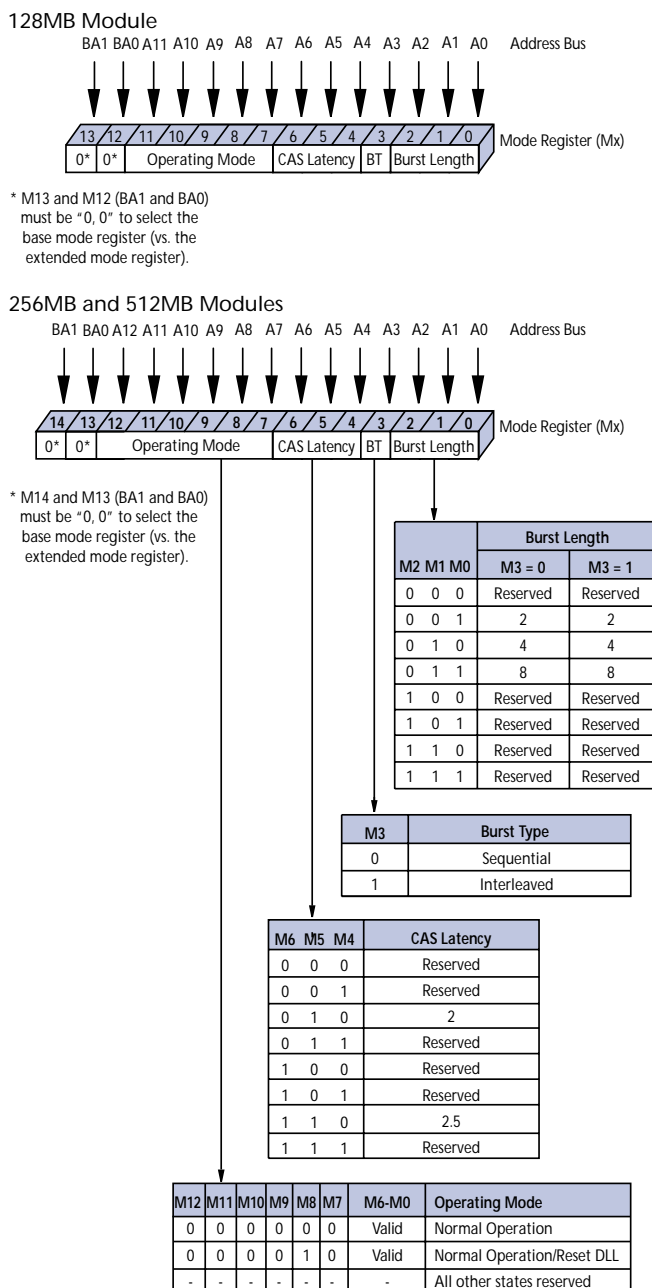 128MB Module
BA1 BA0 A11 A10 A9 A8 A7 A6 A5 A4 A3 A2 A1 A0 Address Bus
13 12 11 10 9 8 7 6 5 4 3 2 1 0
Mode Register (Mx)
0* 0* Operating Mode CAS Latency BT Burst Length
* M13 and M12 (BA1 and BA0)
must be "0, 0" to select the
base mode register (vs. the
extended mode register).
256MB and 512MB Modules
BA1 BA0 A12 A11 A10 A9 A8 A7 A6 A5 A4 A3 A2 A1 A0 Address Bus
14 13 12 11 10 9 8 7 6 5 4 3 2 1 0
Mode Register (Mx)
0* 0* Operating Mode CAS Latency BT Burst Length
* M14 and M13 (BA1 and BA0)
must be "0, 0" to select the
base mode register (vs. the
extended mode register).
Burst Length
M2 M1 M0 M3 = 0 M3 = 1
0 0 0 Reserved Reserved
0 0 1 2 2
0 1 0 4 4
0 1 1 8 8
1 0 0 Reserved Reserved
1 0 1 Reserved Reserved
1 1 0 Reserved Reserved
1 1 1 Reserved Reserved
M3 Burst Type
0 Sequential
1 Interleaved
M6 M5 M4 CAS Latency
0 0 0 Reserved
0 0 1 Reserved
0 1 0 2
0 1 1 Reserved
1 0 0 Reserved
1 0 1 Reserved
1 1 0 2.5
1 1 1 Reserved
M12 M11 M10 M9 M8 M7 M6-M0 Operating Mode
0 0 0 0 0 0 Valid Normal Operation
0 0 0 0 1 0 Valid Normal Operation/Reset DLL
- - - - - - - All other states reserved